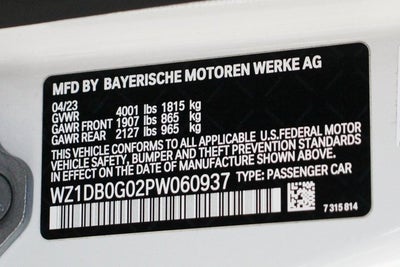 MFD BY BAYERISCHE MOTOREN WERKE AG
04/23
GVWR 4001 lbs 1815 kg
GAWR FRONT 1907 lbs 865 kg
GAWR REAR 2127 lbs 965 kg
THIS VEHICLE CONFORMS TO ALL APPLICABLE U.S.FEDERAL MOTOR
VEHICLE SAFETY, BUMPER AND THEFT PREVENTION STANDARDS
IN EFFECT ON THE DATE OF MANUFACTURE SHOWN ABOVE.
WZ1DB0G02PW060937 TYPE: PASSENGER CAR
7 315 814